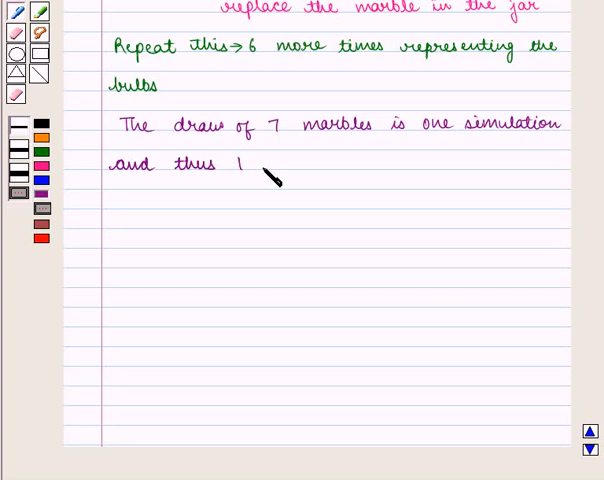 replace the marble in the jar
Repeat this → 6 more times representing the
bulbs
The draw of 7 marbles is one simulation
and thus 1